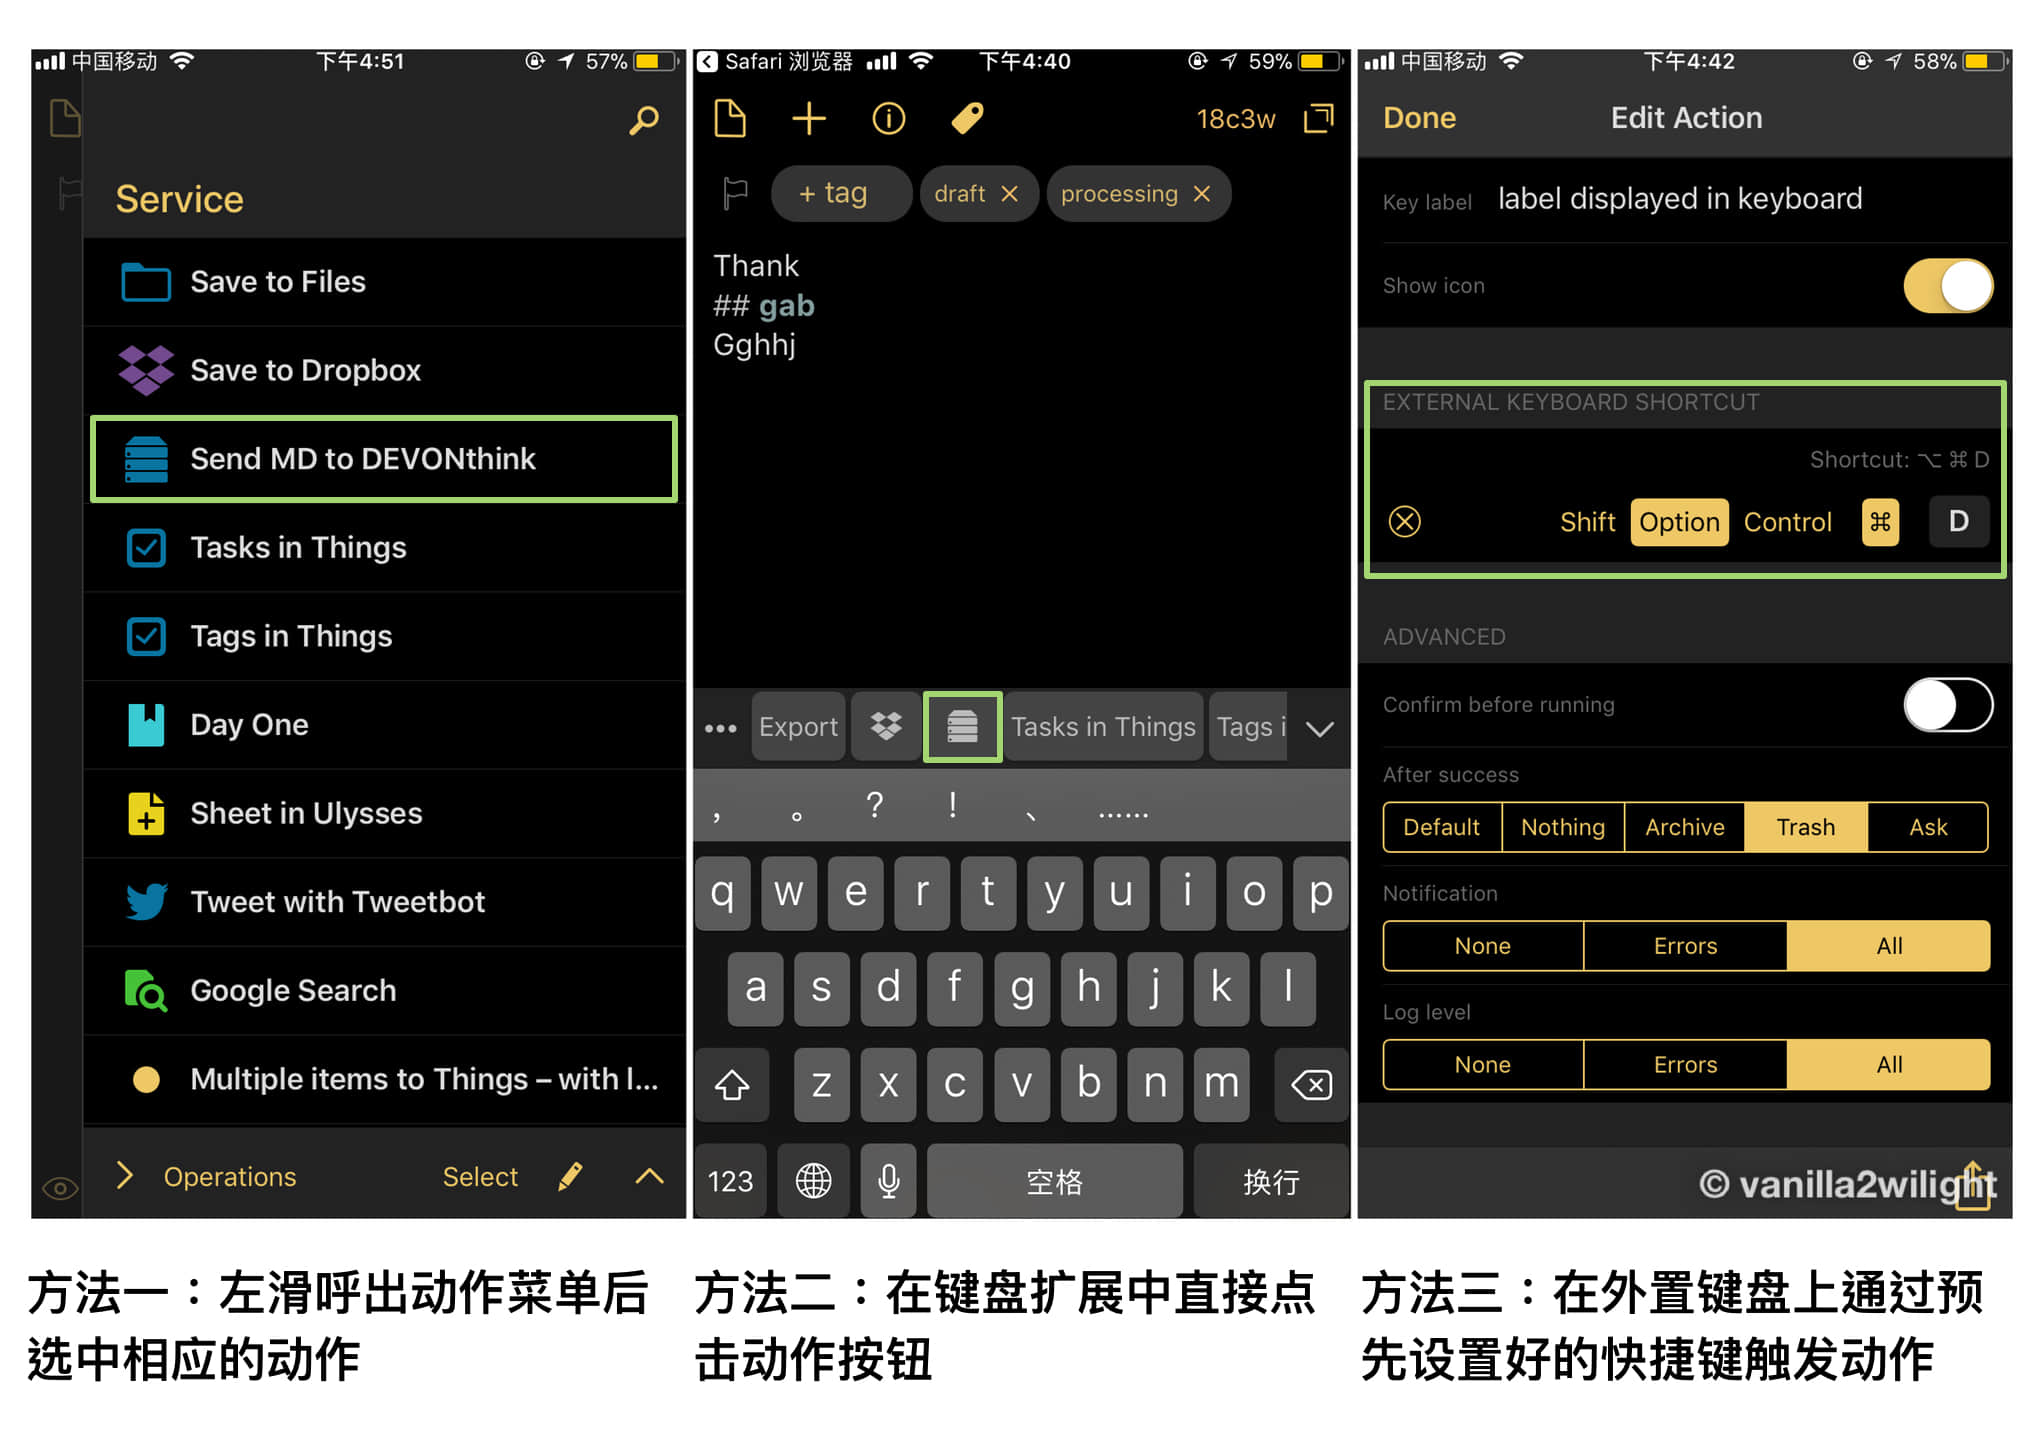 中国移动 下午4:51 57%
Service
Save to Files
Save to Dropbox
Send MD to DEVONthink
Tasks in Things
Tags in Things
Day One
Sheet in Ulysses
Tweet with Tweetbot
Google Search
Multiple items to Things – with l...
Operations Select
方法一：左滑呼出动作菜单后
选中相应的动作
Safari 浏览器 下午4:40 59%
18c3w
+ tag draft processing
Thank
## gab
Gghhj
Export Tasks in Things Tags i
， 。 ？ ！ 、 ……
q w e r t y u i o p
a s d f g h j k l
z x c v b n m
123 空格 换行
方法二：在键盘扩展中直接点
击动作按钮
中国移动 下午4:42 58%
Done Edit Action
Key label label displayed in keyboard
Show icon
EXTERNAL KEYBOARD SHORTCUT
Shortcut: ⌥ ⌘ D
Shift Option Control ⌘ D
ADVANCED
Confirm before running
After success
Default Nothing Archive Trash Ask
Notification
None Errors All
Log level
None Errors All
© vanilla2wilight
方法三：在外置键盘上通过预
先设置好的快捷键触发动作